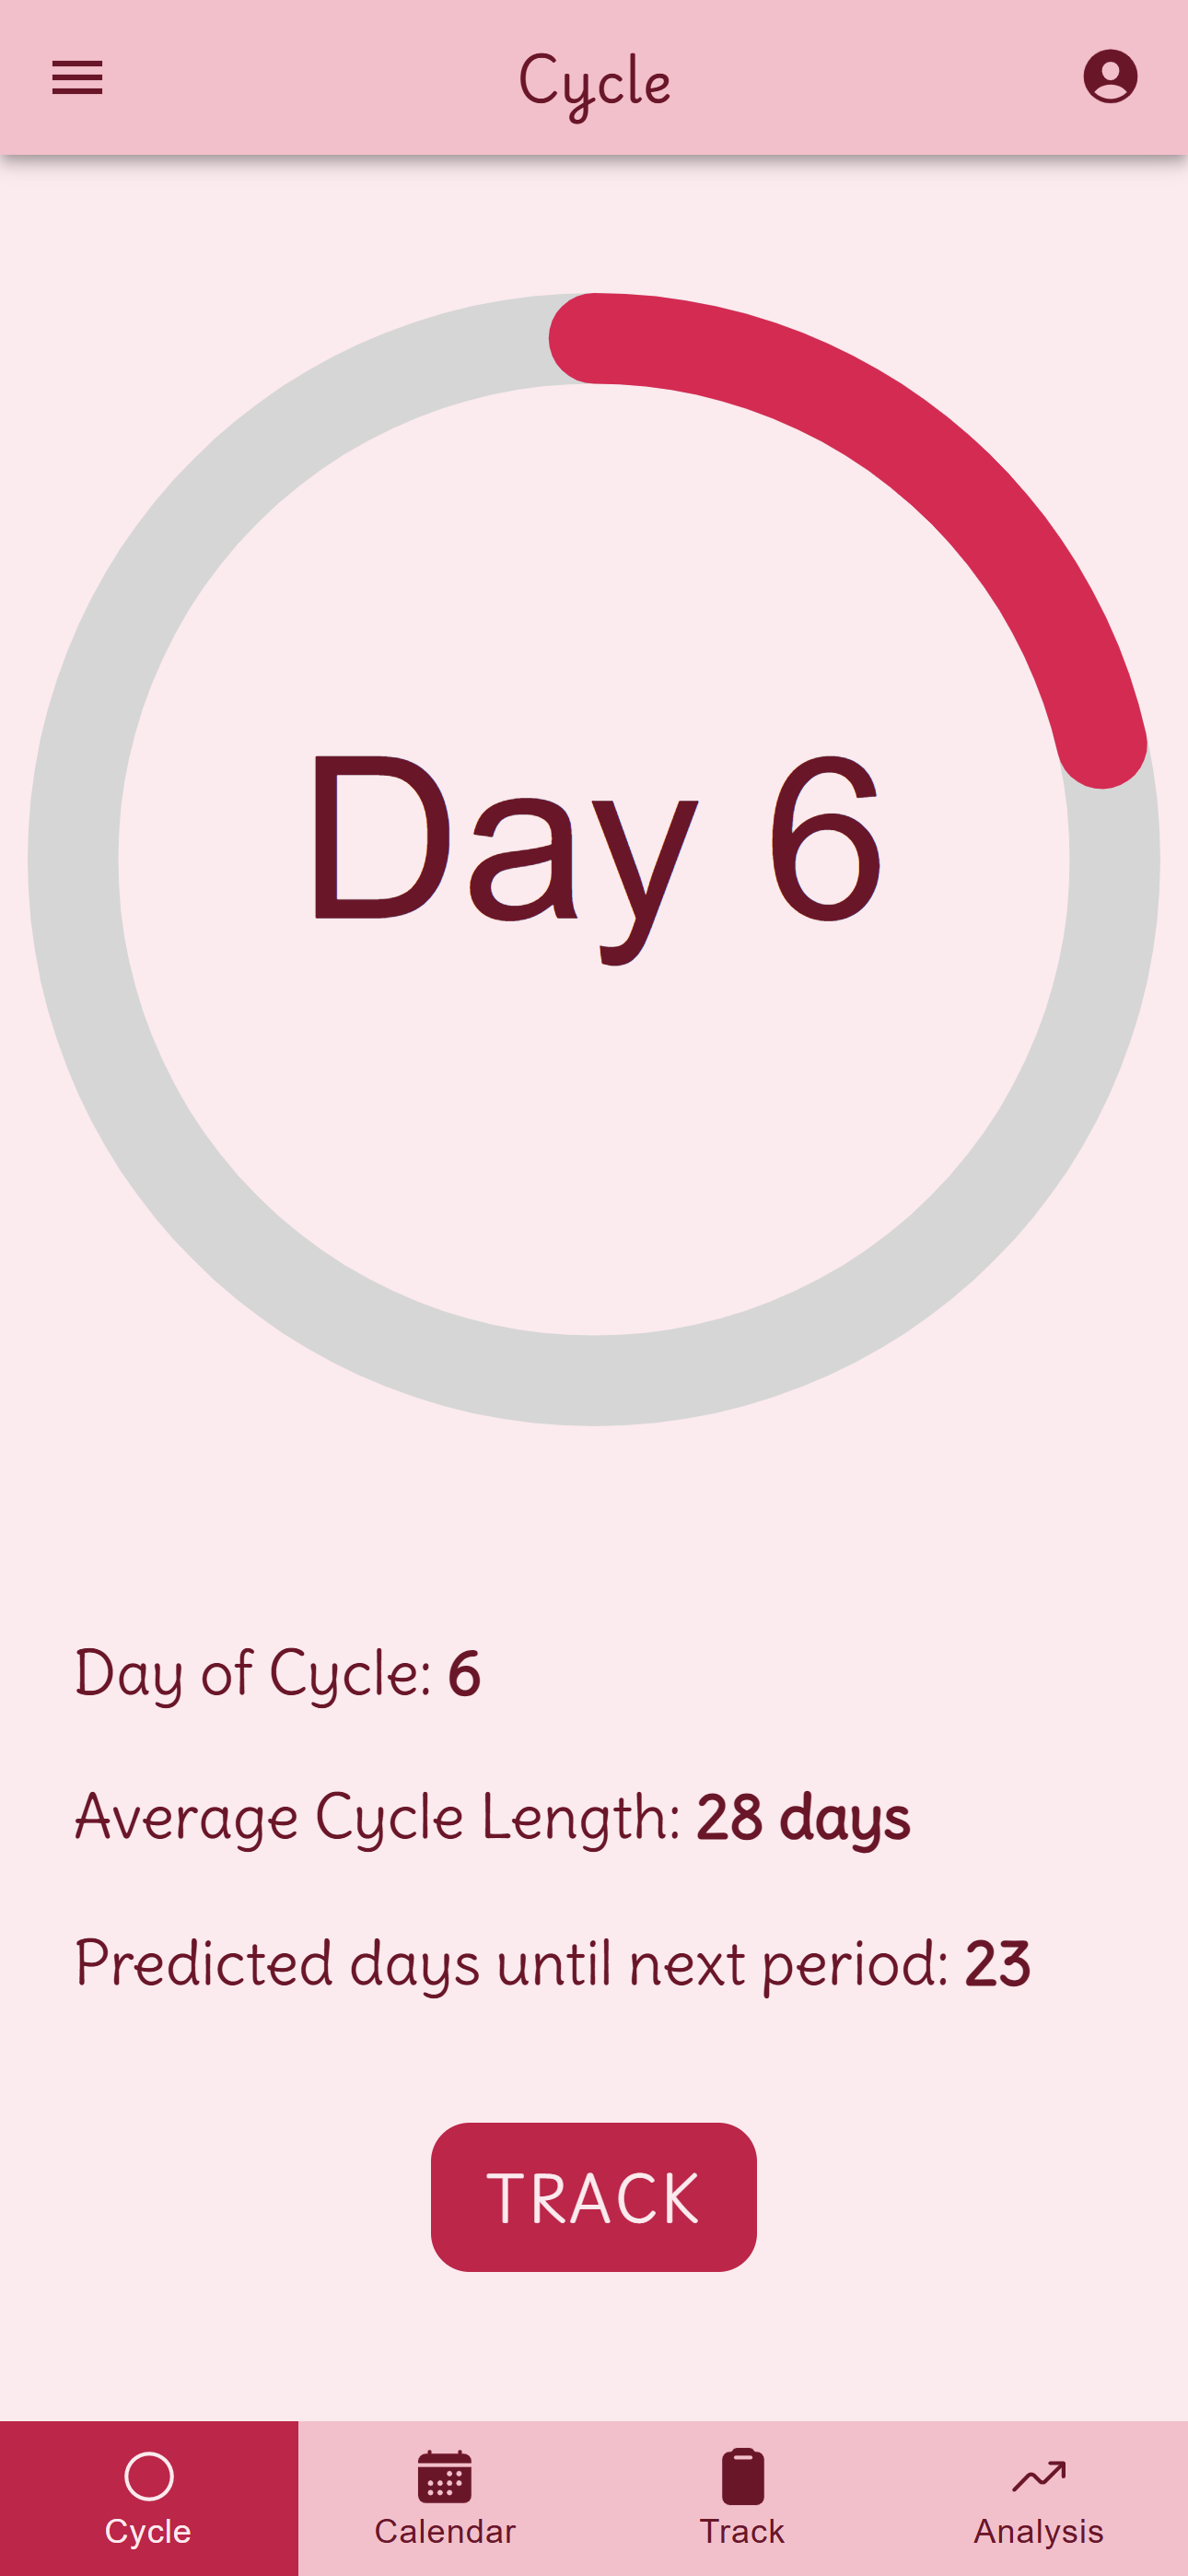 Cycle
Day 6
Day of Cycle: 6
Average Cycle Length: 28 days
Predicted days until next period: 23
TRACK
Cycle Calendar Track Analysis